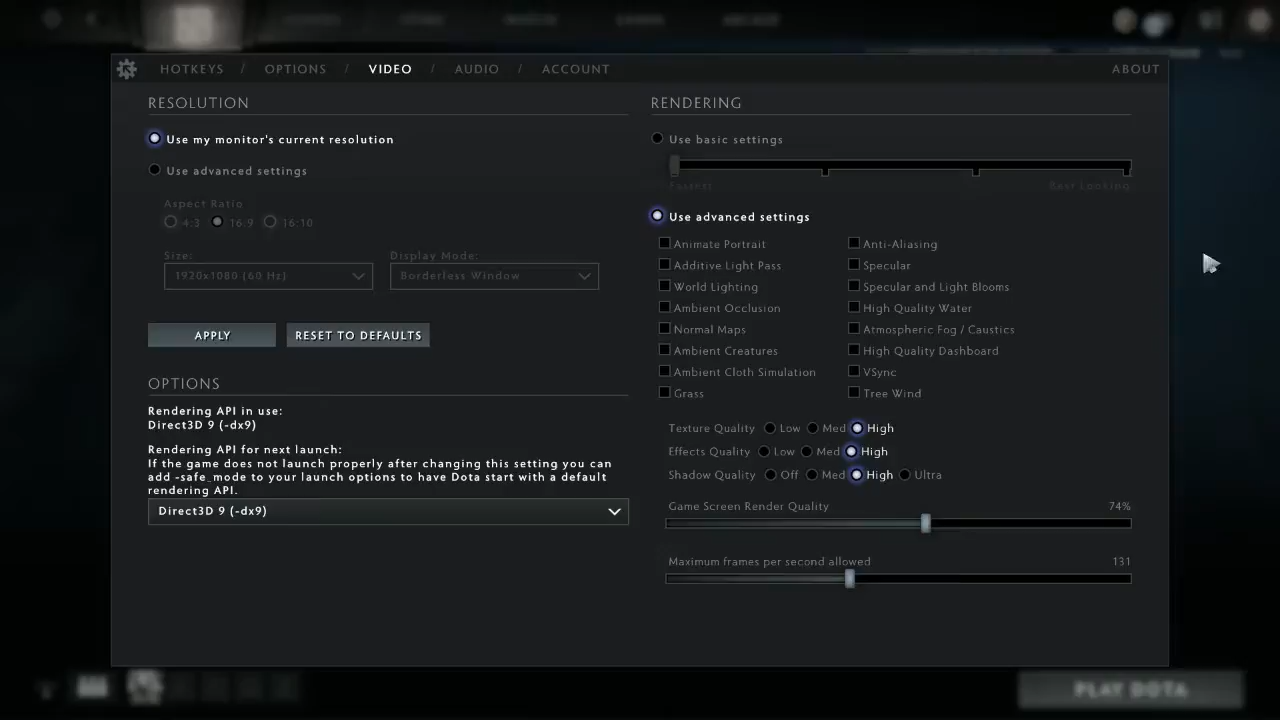 HOTKEYS / OPTIONS / VIDEO / AUDIO / ACCOUNT
ABOUT
RESOLUTION
Use my monitor's current resolution
Use advanced settings
Aspect Ratio
4:3 16:9 16:10
Size: Display Mode:
1920x1080 (60 Hz) Borderless Window
APPLY RESET TO DEFAULTS
OPTIONS
Rendering API in use:
Direct3D 9 (-dx9)
Rendering API for next launch:
If the game does not launch properly after changing this setting you can
add -safe_mode to your launch options to have Dota start with a default
rendering API.
Direct3D 9 (-dx9)
RENDERING
Use basic settings
Fastest Best Looking
Use advanced settings
Animate Portrait Anti-Aliasing
Additive Light Pass Specular
World Lighting Specular and Light Blooms
Ambient Occlusion High Quality Water
Normal Maps Atmospheric Fog / Caustics
Ambient Creatures High Quality Dashboard
Ambient Cloth Simulation VSync
Grass Tree Wind
Texture Quality Low Med High
Effects Quality Low Med High
Shadow Quality Off Med High Ultra
Game Screen Render Quality 74%
Maximum frames per second allowed 131
PLAY DOTA